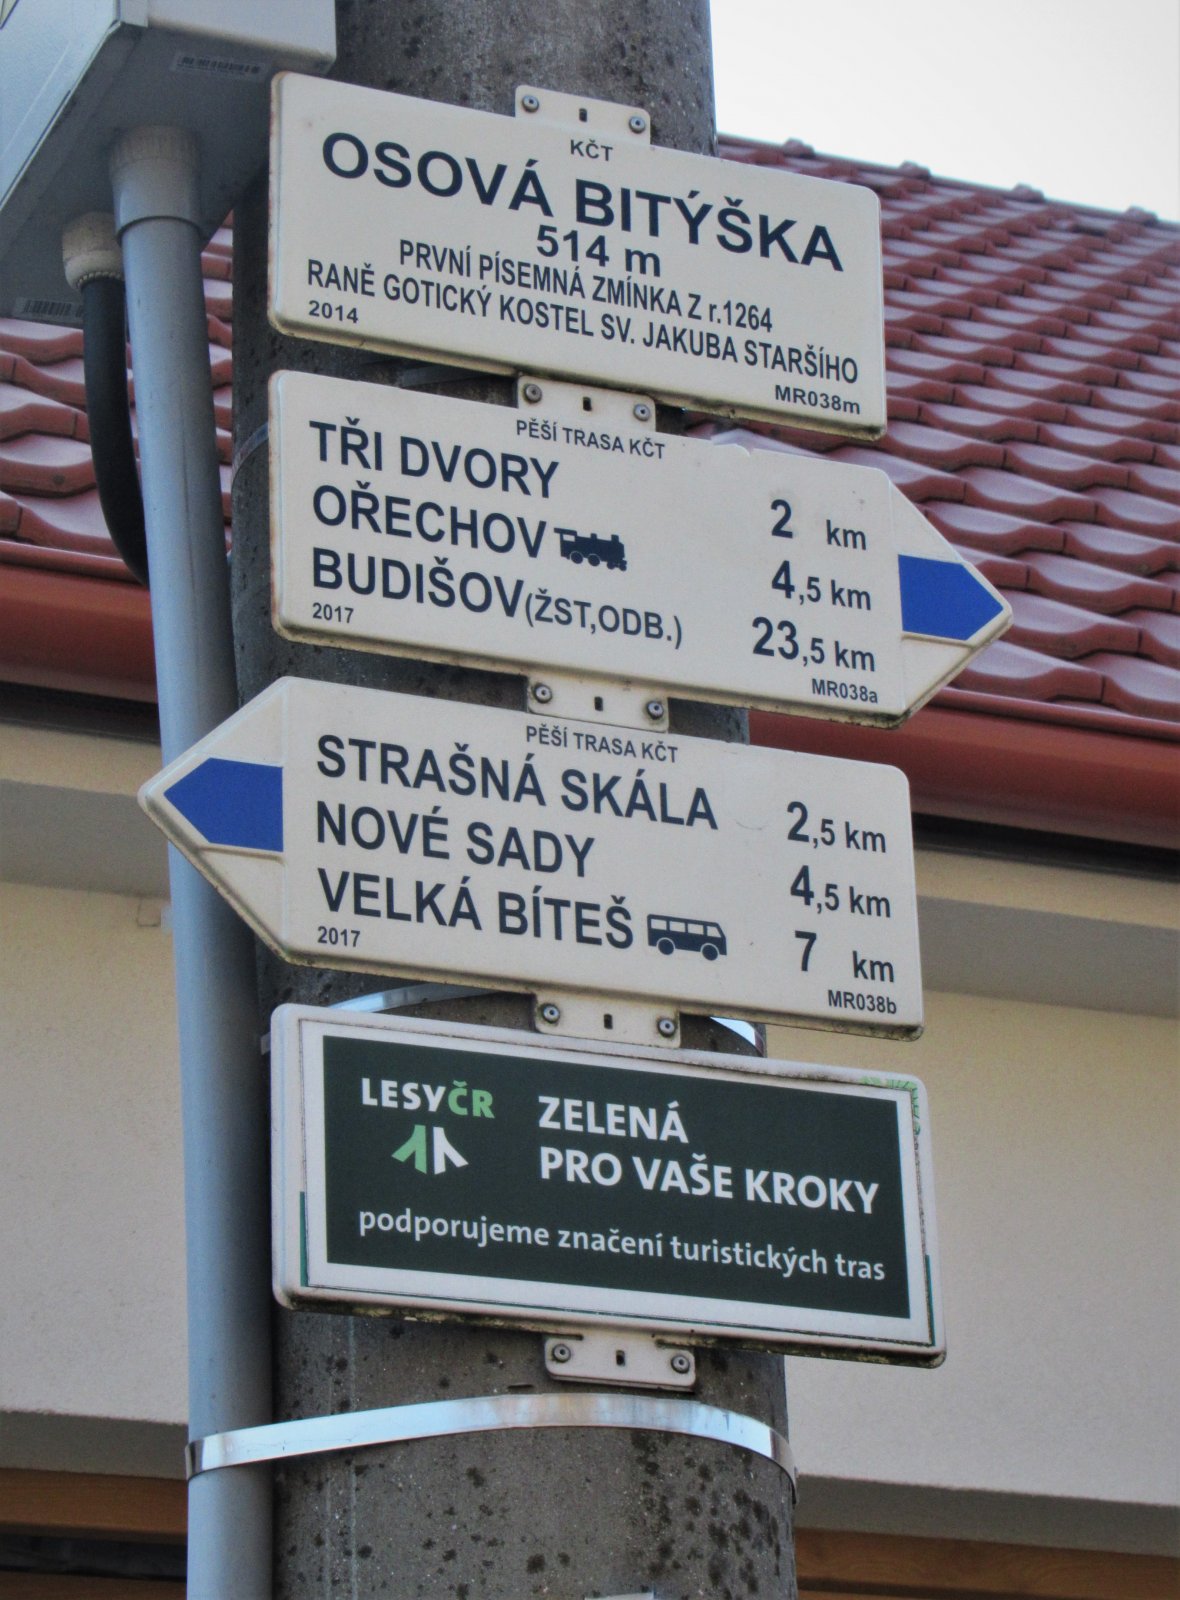 KČT
OSOVÁ BITÝŠKA
514 m
PRVNÍ PÍSEMNÁ ZMÍNKA Z r.1264
RANĚ GOTICKÝ KOSTEL SV. JAKUBA STARŠÍHO
2014
MR038m
PĚŠÍ TRASA KČT
TŘI DVORY 2 km
OŘECHOV 4,5 km
BUDIŠOV(ŽST,ODB.) 23,5 km
2017
MR038a
PĚŠÍ TRASA KČT
STRAŠNÁ SKÁLA 2,5 km
NOVÉ SADY 4,5 km
VELKÁ BÍTEŠ 7 km
2017
MR038b
LESYČR
ZELENÁ
PRO VAŠE KROKY
podporujeme značení turistických tras